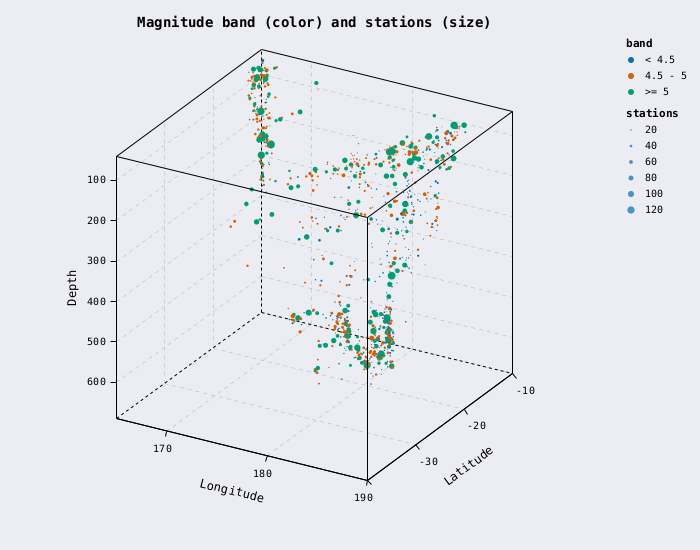 Magnitude band (color) and stations (size)
band
< 4.5
4.5 - 5
>= 5
stations
20
40
60
80
100
120
100
200
300
400
500
600
Depth
170
180
190
Longitude
-30
-20
-10
Latitude